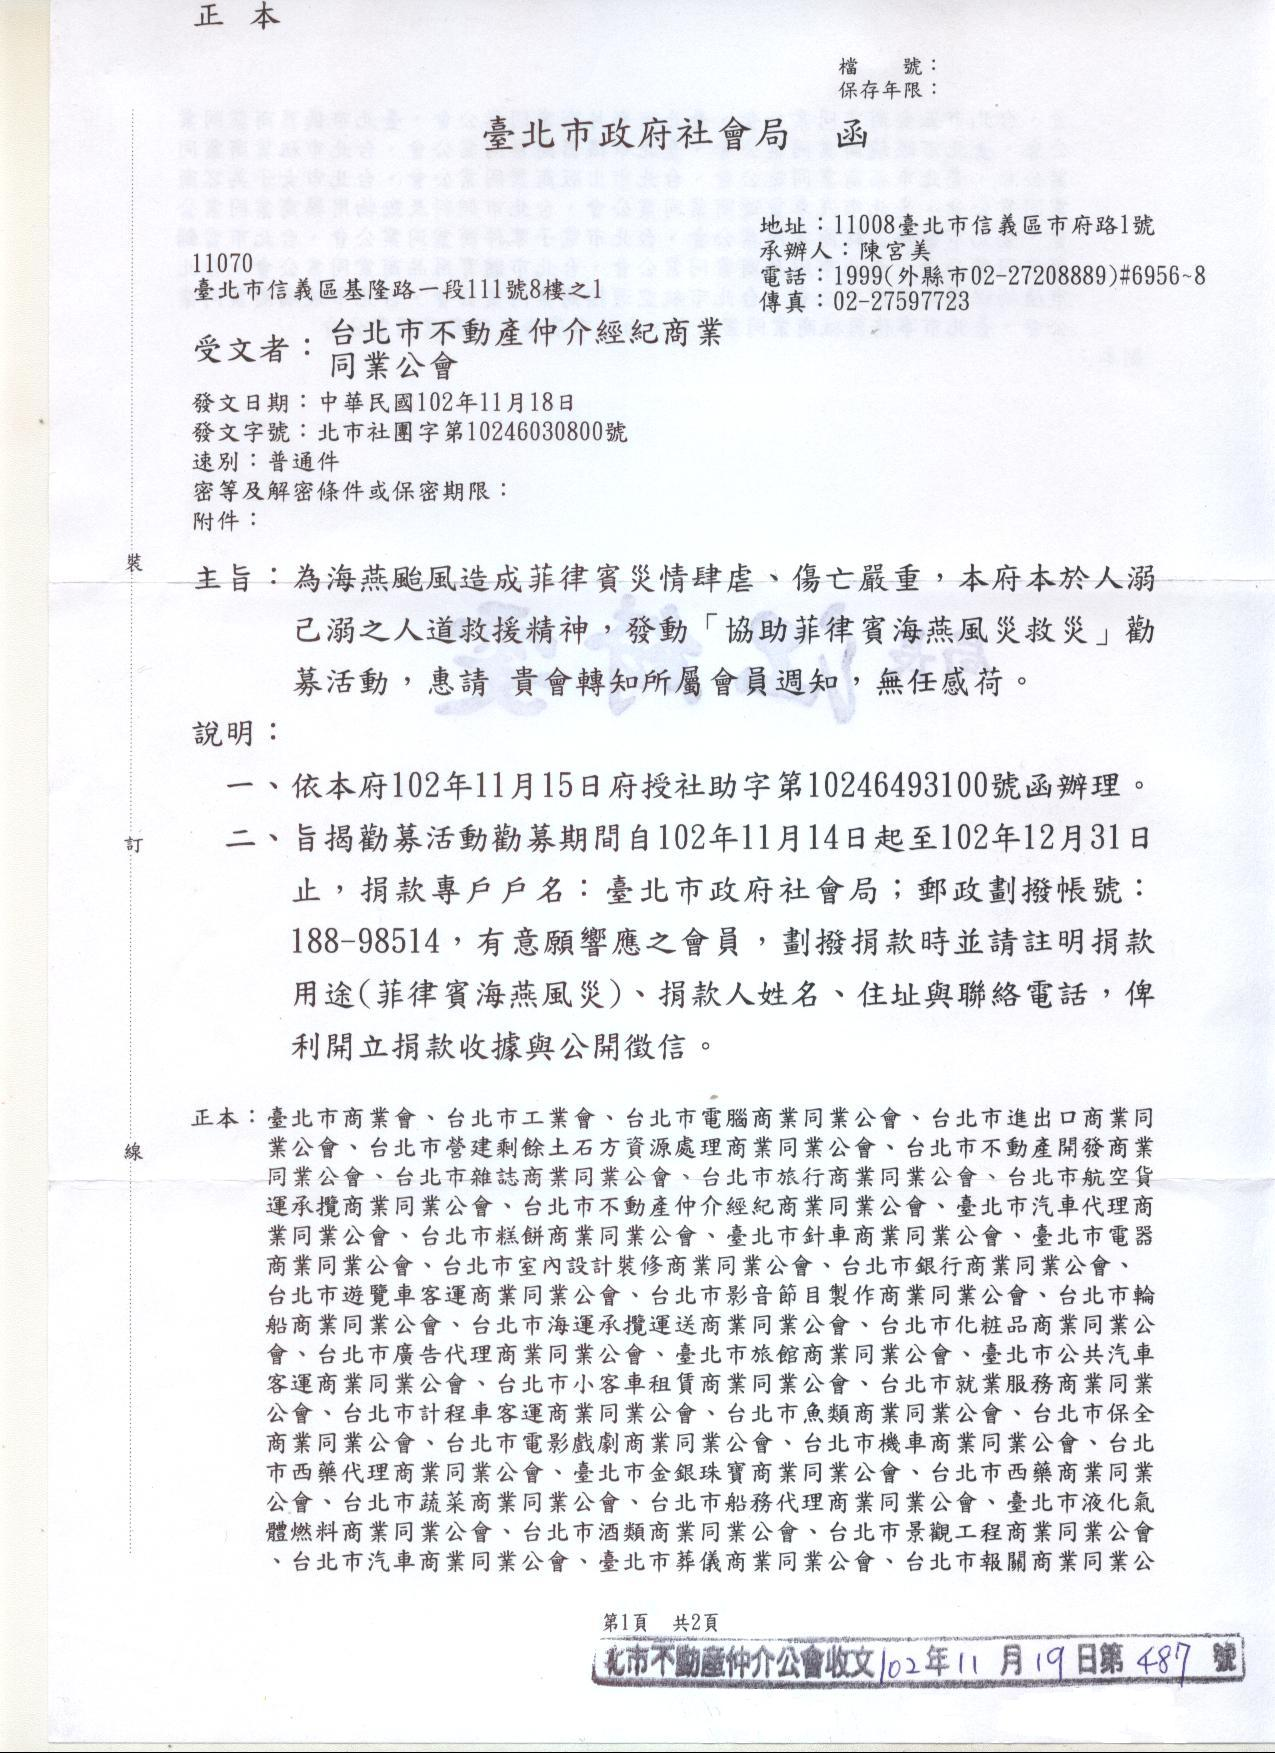 正本
檔　　號：
保存年限：
臺北市政府社會局　函
地址：11008臺北市信義區市府路1號
承辦人：陳宮美
電話：1999(外縣市02-27208889)#6956~8
傳真：02-27597723
11070
臺北市信義區基隆路一段111號8樓之1
受文者：台北市不動產仲介經紀商業
同業公會
發文日期：中華民國102年11月18日
發文字號：北市社團字第10246030800號
速別：普通件
密等及解密條件或保密期限：
附件：
主旨：為海燕颱風造成菲律賓災情肆虐、傷亡嚴重，本府本於人溺
己溺之人道救援精神，發動「協助菲律賓海燕風災救災」勸
募活動，惠請 貴會轉知所屬會員週知，無任感荷。
說明：
一、依本府102年11月15日府授社助字第10246493100號函辦理。
二、旨揭勸募活動勸募期間自102年11月14日起至102年12月31日
止，捐款專戶戶名：臺北市政府社會局；郵政劃撥帳號：
188-98514，有意願響應之會員，劃撥捐款時並請註明捐款
用途(菲律賓海燕風災)、捐款人姓名、住址與聯絡電話，俾
利開立捐款收據與公開徵信。
正本：臺北市商業會、台北市工業會、台北市電腦商業同業公會、台北市進出口商業同
業公會、台北市營建剩餘土石方資源處理商業同業公會、台北市不動產開發商業
同業公會、台北市雜誌商業同業公會、台北市旅行商業同業公會、台北市航空貨
運承攬商業同業公會、台北市不動產仲介經紀商業同業公會、臺北市汽車代理商
業同業公會、台北市糕餅商業同業公會、臺北市針車商業同業公會、臺北市電器
商業同業公會、台北市室內設計裝修商業同業公會、台北市銀行商業同業公會、
台北市遊覽車客運商業同業公會、台北市影音節目製作商業同業公會、台北市輪
船商業同業公會、台北市海運承攬運送商業同業公會、台北市化粧品商業同業公
會、台北市廣告代理商業同業公會、臺北市旅館商業同業公會、臺北市公共汽車
客運商業同業公會、台北市小客車租賃商業同業公會、台北市就業服務商業同業
公會、台北市計程車客運商業同業公會、台北市魚類商業同業公會、台北市保全
商業同業公會、台北市電影戲劇商業同業公會、台北市機車商業同業公會、台北
市西藥代理商業同業公會、臺北市金銀珠寶商業同業公會、台北市西藥商業同業
公會、台北市蔬菜商業同業公會、台北市船務代理商業同業公會、臺北市液化氣
體燃料商業同業公會、台北市酒類商業同業公會、台北市景觀工程商業同業公會
、台北市汽車商業同業公會、臺北市葬儀商業同業公會、台北市報關商業同業公
裝
訂
線
第1頁　共2頁
北市不動產仲介公會收文102年11月19日第487號